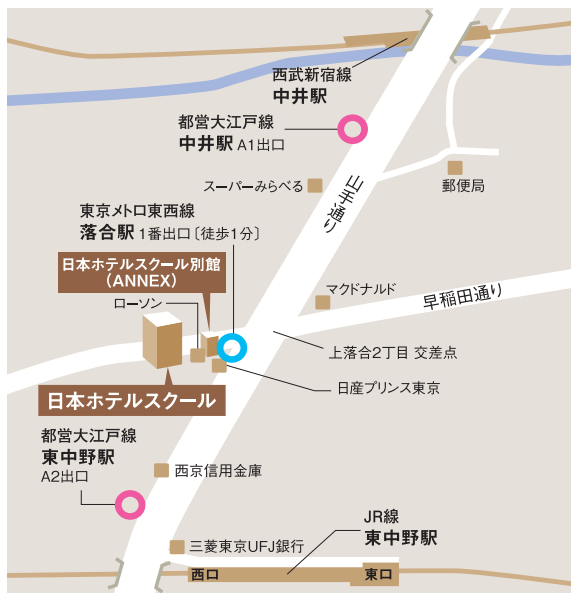 西武新宿線
中井駅
都営大江戸線
中井駅 A1出口
スーパーみらべる
山手通り
郵便局
東京メトロ東西線
落合駅 1番出口〔徒歩1分〕
日本ホテルスクール別館
(ANNEX)
ローソン
マクドナルド
早稲田通り
上落合2丁目 交差点
日産プリンス東京
日本ホテルスクール
都営大江戸線
東中野駅
A2出口
西京信用金庫
JR線
東中野駅
三菱東京UFJ銀行
西口
東口